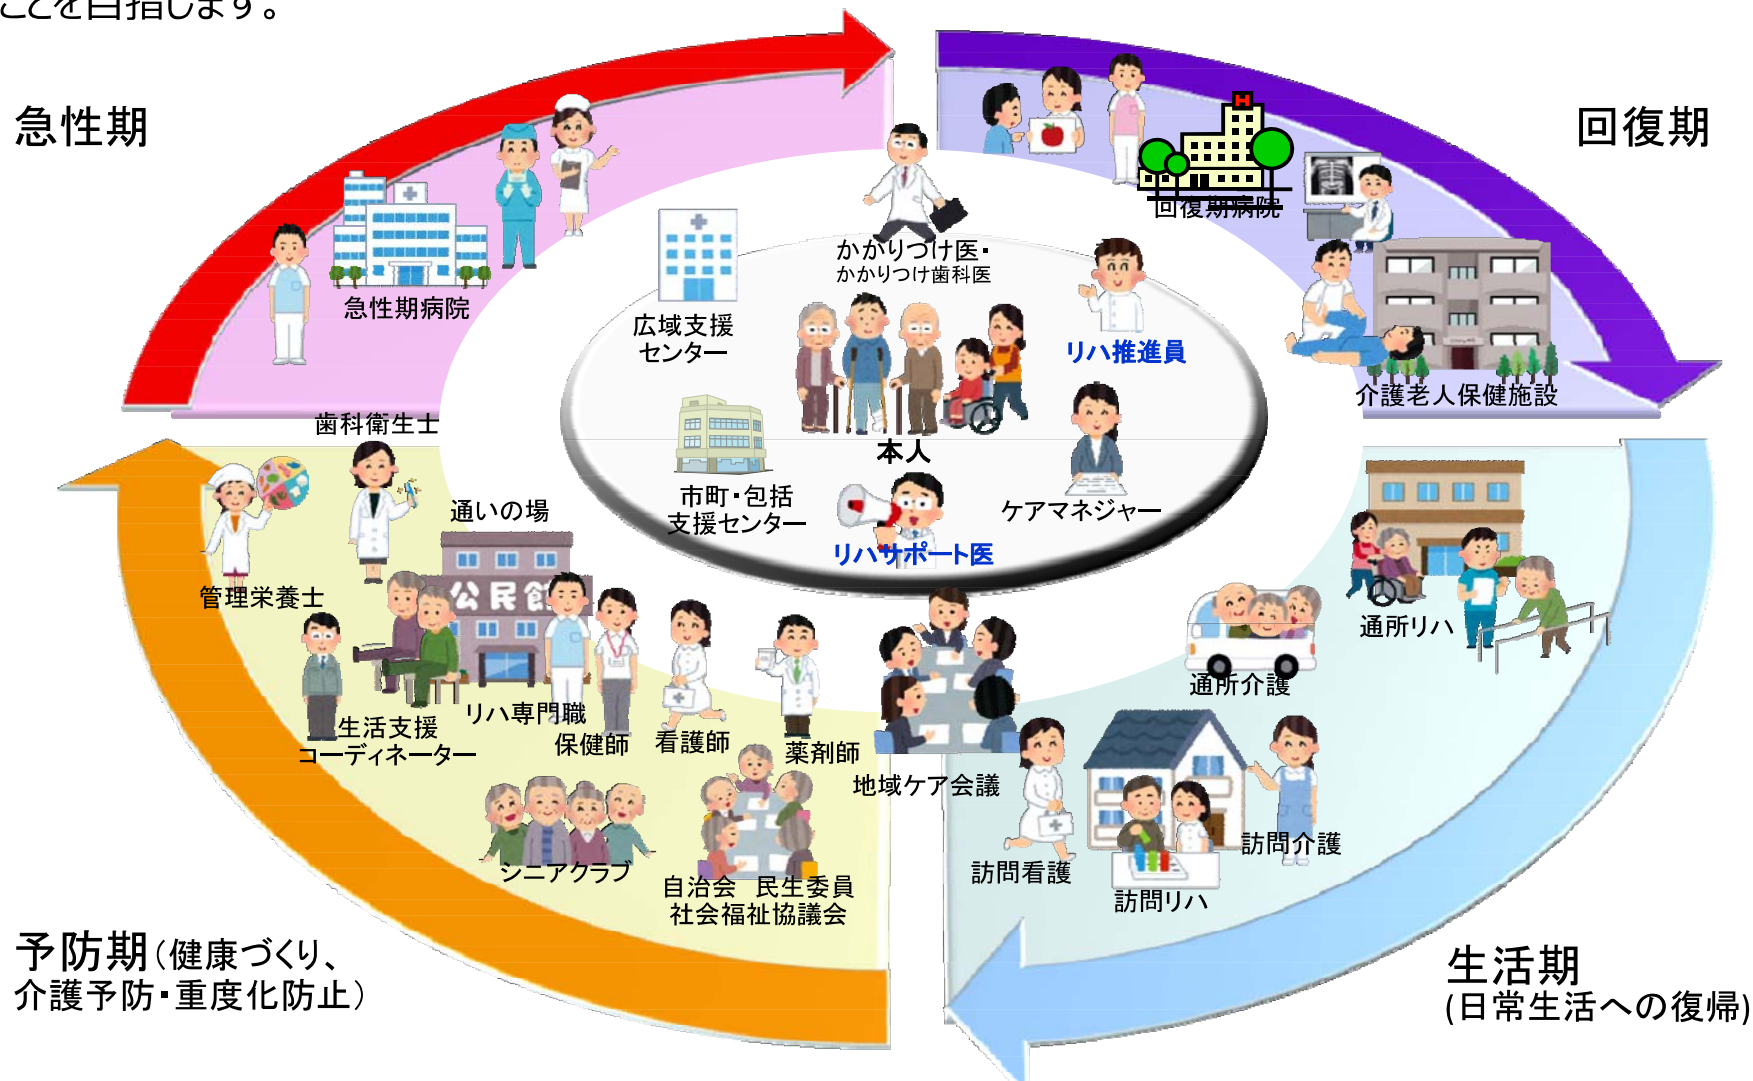 ことを目指します。
急性期
回復期
回復期病院
かかりつけ医・
かかりつけ歯科医
急性期病院
広域支援
センター
リハ推進員
介護老人保健施設
歯科衛生士
本人
通いの場
市町・包括
支援センター
ケアマネジャー
リハサポート医
管理栄養士
公民館
通所リハ
通所介護
生活支援
コーディネーター
リハ専門職
保健師
看護師
薬剤師
地域ケア会議
シニアクラブ
自治会　民生委員
社会福祉協議会
訪問看護
訪問リハ
訪問介護
予防期(健康づくり、
介護予防・重度化防止)
生活期
(日常生活への復帰)